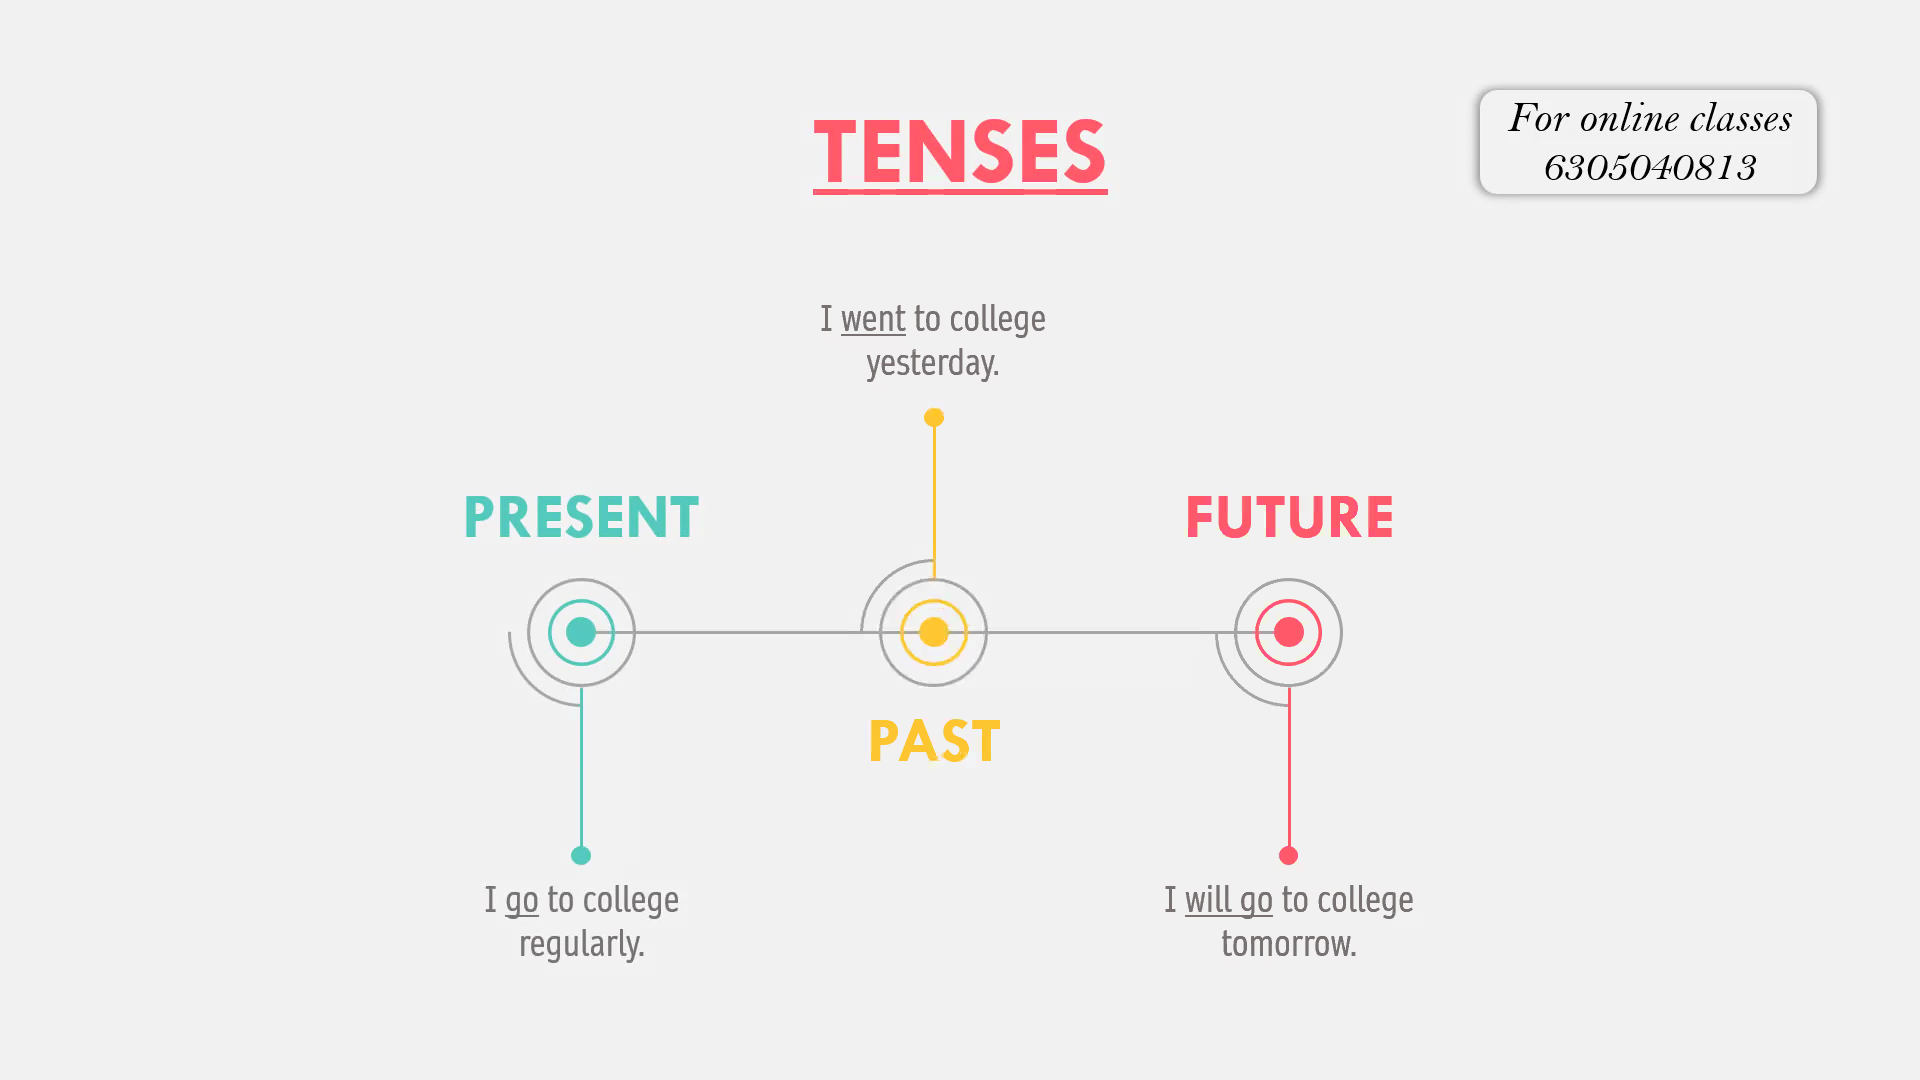 TENSES
For online classes
6305040813
I went to college
yesterday.
PRESENT
FUTURE
PAST
I go to college
regularly.
I will go to college
tomorrow.